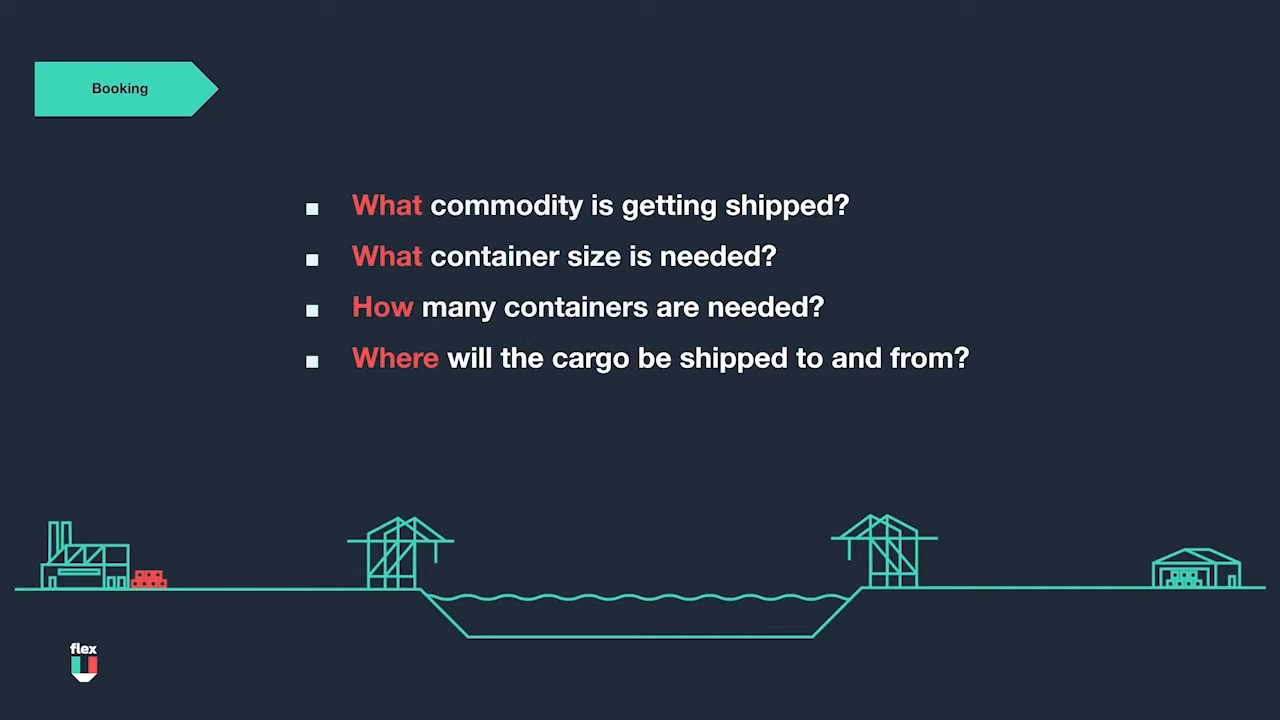 Booking
What commodity is getting shipped?
What container size is needed?
How many containers are needed?
Where will the cargo be shipped to and from?
flex